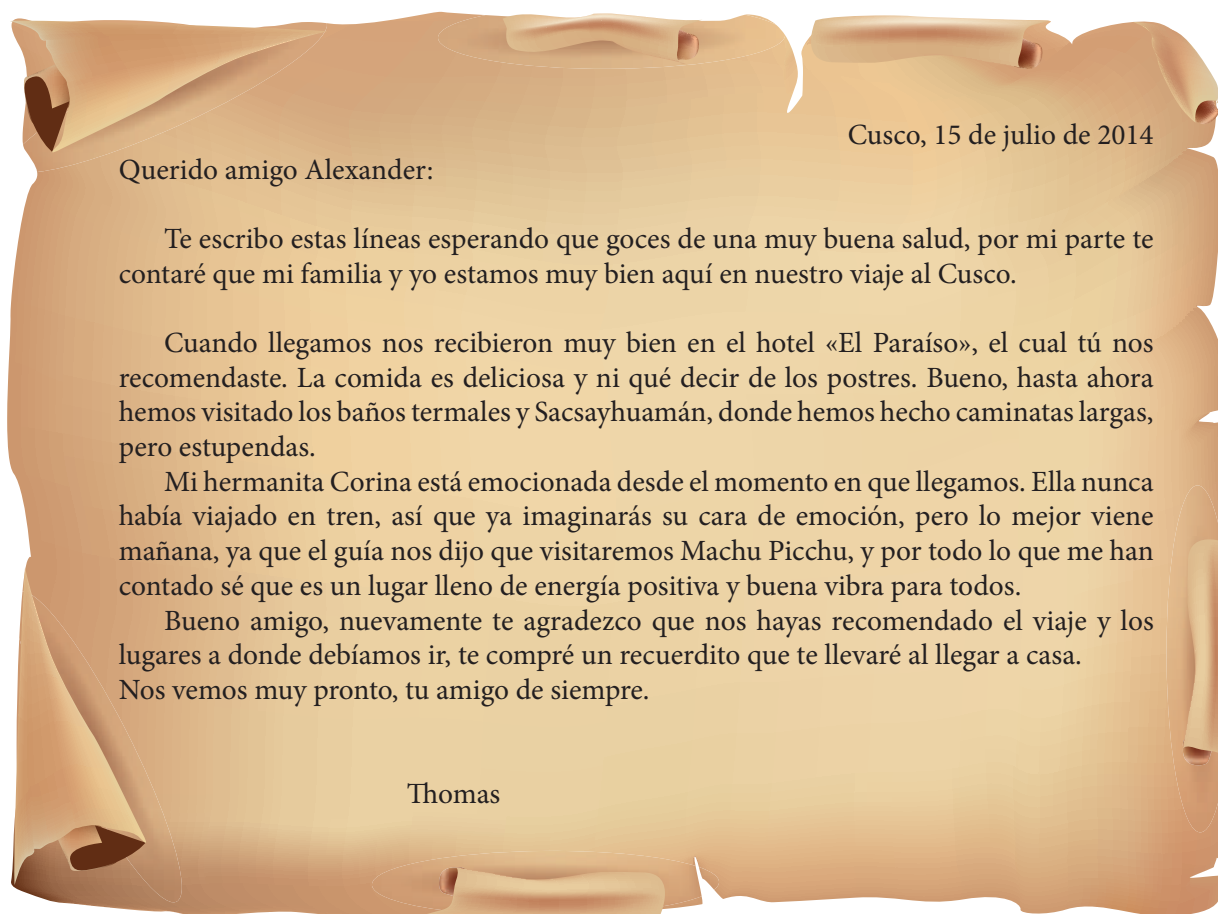 Cusco, 15 de julio de 2014
Querido amigo Alexander:
Te escribo estas líneas esperando que goces de una muy buena salud, por mi parte te
contaré que mi familia y yo estamos muy bien aquí en nuestro viaje al Cusco.
Cuando llegamos nos recibieron muy bien en el hotel «El Paraíso», el cual tú nos
recomendaste. La comida es deliciosa y ni qué decir de los postres. Bueno, hasta ahora
hemos visitado los baños termales y Sacsayhuamán, donde hemos hecho caminatas largas,
pero estupendas.
Mi hermanita Corina está emocionada desde el momento en que llegamos. Ella nunca
había viajado en tren, así que ya imaginarás su cara de emoción, pero lo mejor viene
mañana, ya que el guía nos dijo que visitaremos Machu Picchu, y por todo lo que me han
contado sé que es un lugar lleno de energía positiva y buena vibra para todos.
Bueno amigo, nuevamente te agradezco que nos hayas recomendado el viaje y los
lugares a donde debíamos ir, te compré un recuerdito que te llevaré al llegar a casa.
Nos vemos muy pronto, tu amigo de siempre.
Thomas